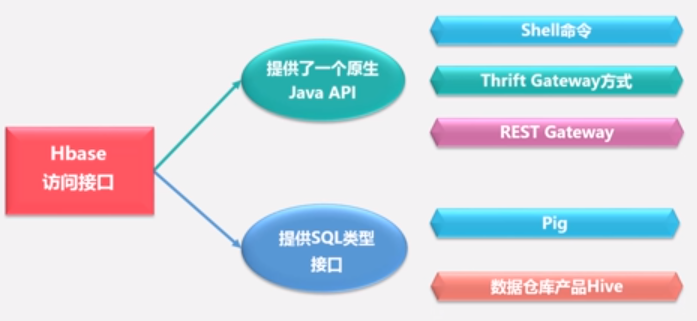 Hbase
访问接口
提供了一个原生
Java API
Shell命令
Thrift Gateway方式
REST Gateway
提供SQL类型
接口
Pig
数据仓库产品Hive